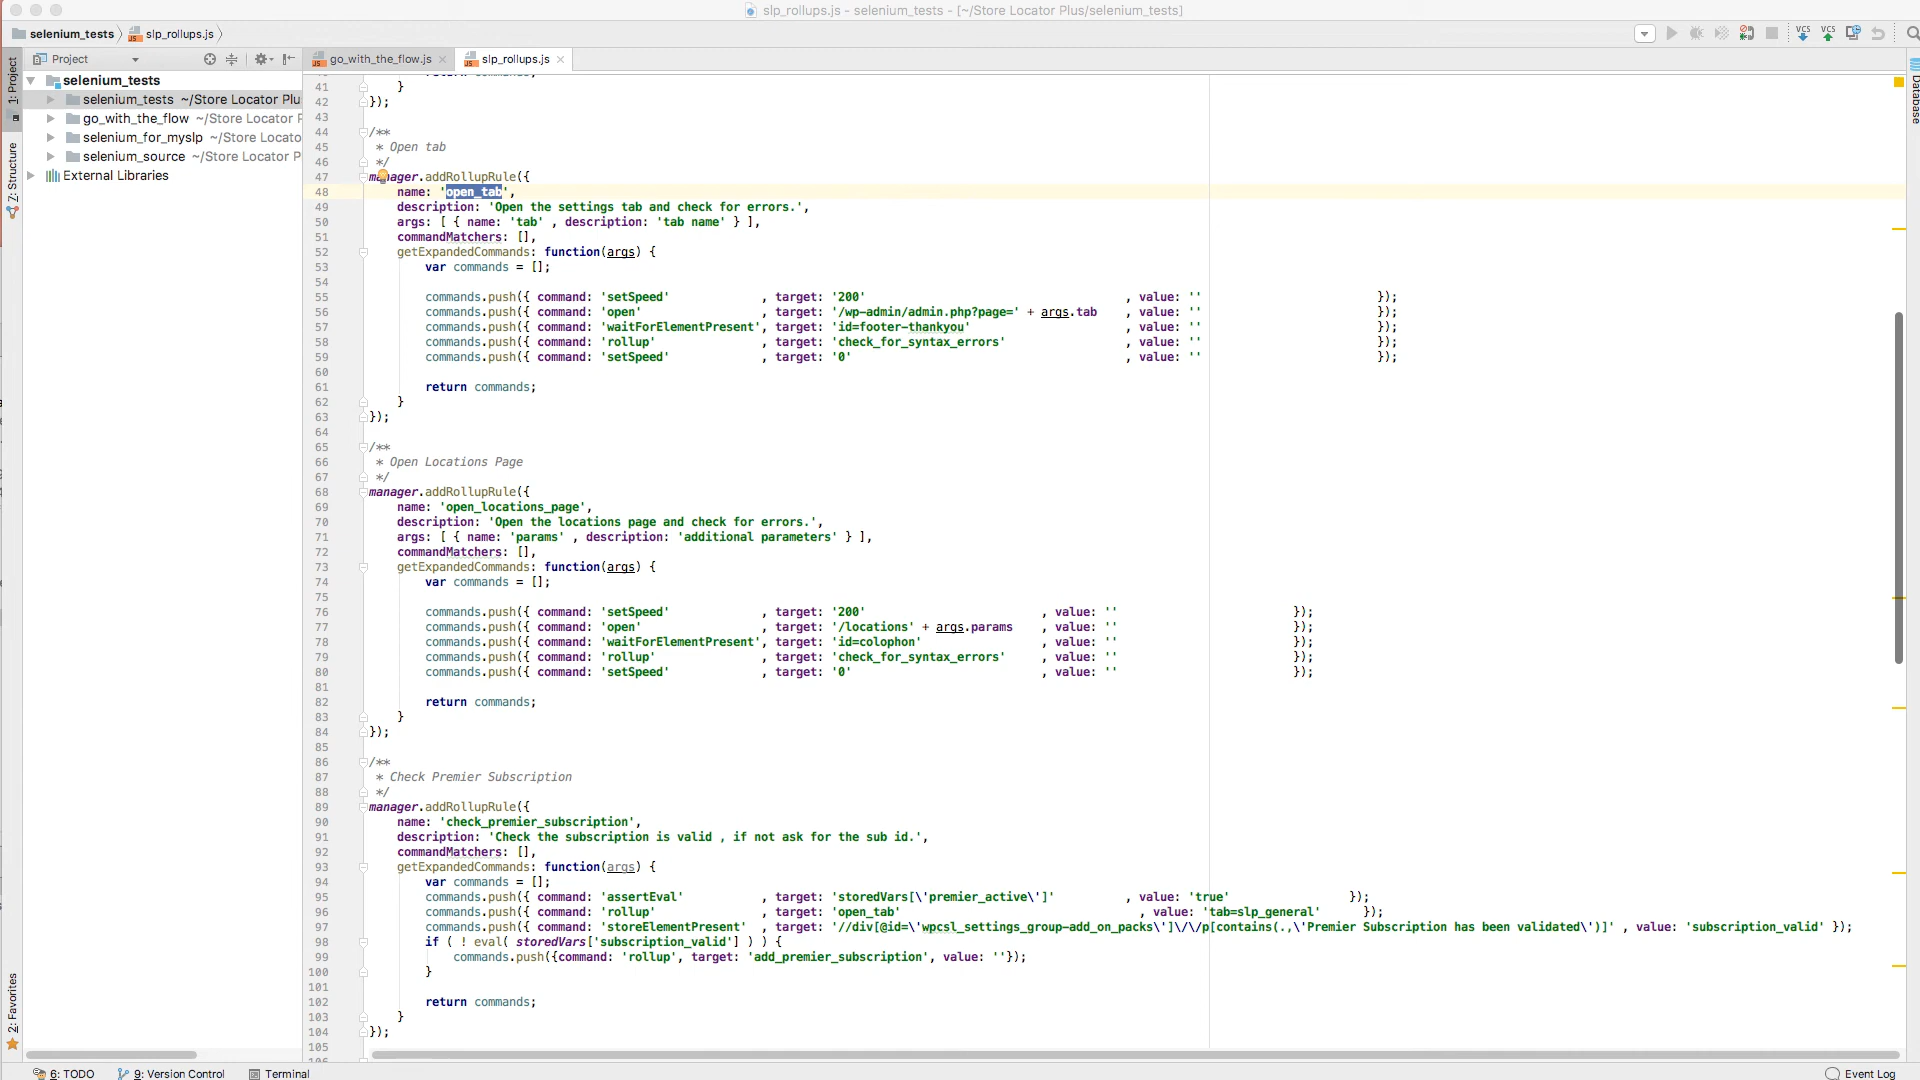 slp_rollups.js - selenium_tests - [~/Store Locator Plus/selenium_tests]
selenium_tests slp_rollups.js
Project go_with_the_flow.js slp_rollups.js
1: Project
Z: Structure
2: Favorites
Database
selenium_tests
selenium_tests ~/Store Locator Plu
go_with_the_flow ~/Store Locator F
selenium_for_myslp ~/Store Locato
selenium_source ~/Store Locator P
External Libraries
41 }
42 });
43
44 /**
45 * Open tab
46 */
47 manager.addRollupRule({
48 name: 'open_tab',
49 description: 'Open the settings tab and check for errors.',
50 args: [ { name: 'tab' , description: 'tab name' } ],
51 commandMatchers: [],
52 getExpandedCommands: function(args) {
53 var commands = [];
54
55 commands.push({ command: 'setSpeed' , target: '200' , value: '' });
56 commands.push({ command: 'open' , target: '/wp-admin/admin.php?page=' + args.tab , value: '' });
57 commands.push({ command: 'waitForElementPresent', target: 'id=footer-thankyou' , value: '' });
58 commands.push({ command: 'rollup' , target: 'check_for_syntax_errors' , value: '' });
59 commands.push({ command: 'setSpeed' , target: '0' , value: '' });
60
61 return commands;
62 }
63 });
64
65 /**
66 * Open Locations Page
67 */
68 manager.addRollupRule({
69 name: 'open_locations_page',
70 description: 'Open the locations page and check for errors.',
71 args: [ { name: 'params' , description: 'additional parameters' } ],
72 commandMatchers: [],
73 getExpandedCommands: function(args) {
74 var commands = [];
75
76 commands.push({ command: 'setSpeed' , target: '200' , value: '' });
77 commands.push({ command: 'open' , target: '/locations' + args.params , value: '' });
78 commands.push({ command: 'waitForElementPresent', target: 'id=colophon' , value: '' });
79 commands.push({ command: 'rollup' , target: 'check_for_syntax_errors' , value: '' });
80 commands.push({ command: 'setSpeed' , target: '0' , value: '' });
81
82 return commands;
83 }
84 });
85
86 /**
87 * Check Premier Subscription
88 */
89 manager.addRollupRule({
90 name: 'check_premier_subscription',
91 description: 'Check the subscription is valid , if not ask for the sub id.',
92 commandMatchers: [],
93 getExpandedCommands: function(args) {
94 var commands = [];
95 commands.push({ command: 'assertEval' , target: 'storedVars[\'premier_active\']' , value: 'true' });
96 commands.push({ command: 'rollup' , target: 'open_tab' , value: 'tab=slp_general' });
97 commands.push({ command: 'storeElementPresent' , target: '//div[@id=\'wpcsl_settings_group-add_on_packs\']\/\/p[contains(.,\'Premier Subscription has been validated\')]' , value: 'subscription_valid' });
98 if ( ! eval( storedVars['subscription_valid'] ) ) {
99 commands.push({command: 'rollup', target: 'add_premier_subscription', value: ''});
100 }
101
102 return commands;
103 }
104 });
105
6: TODO 9: Version Control Terminal Event Log